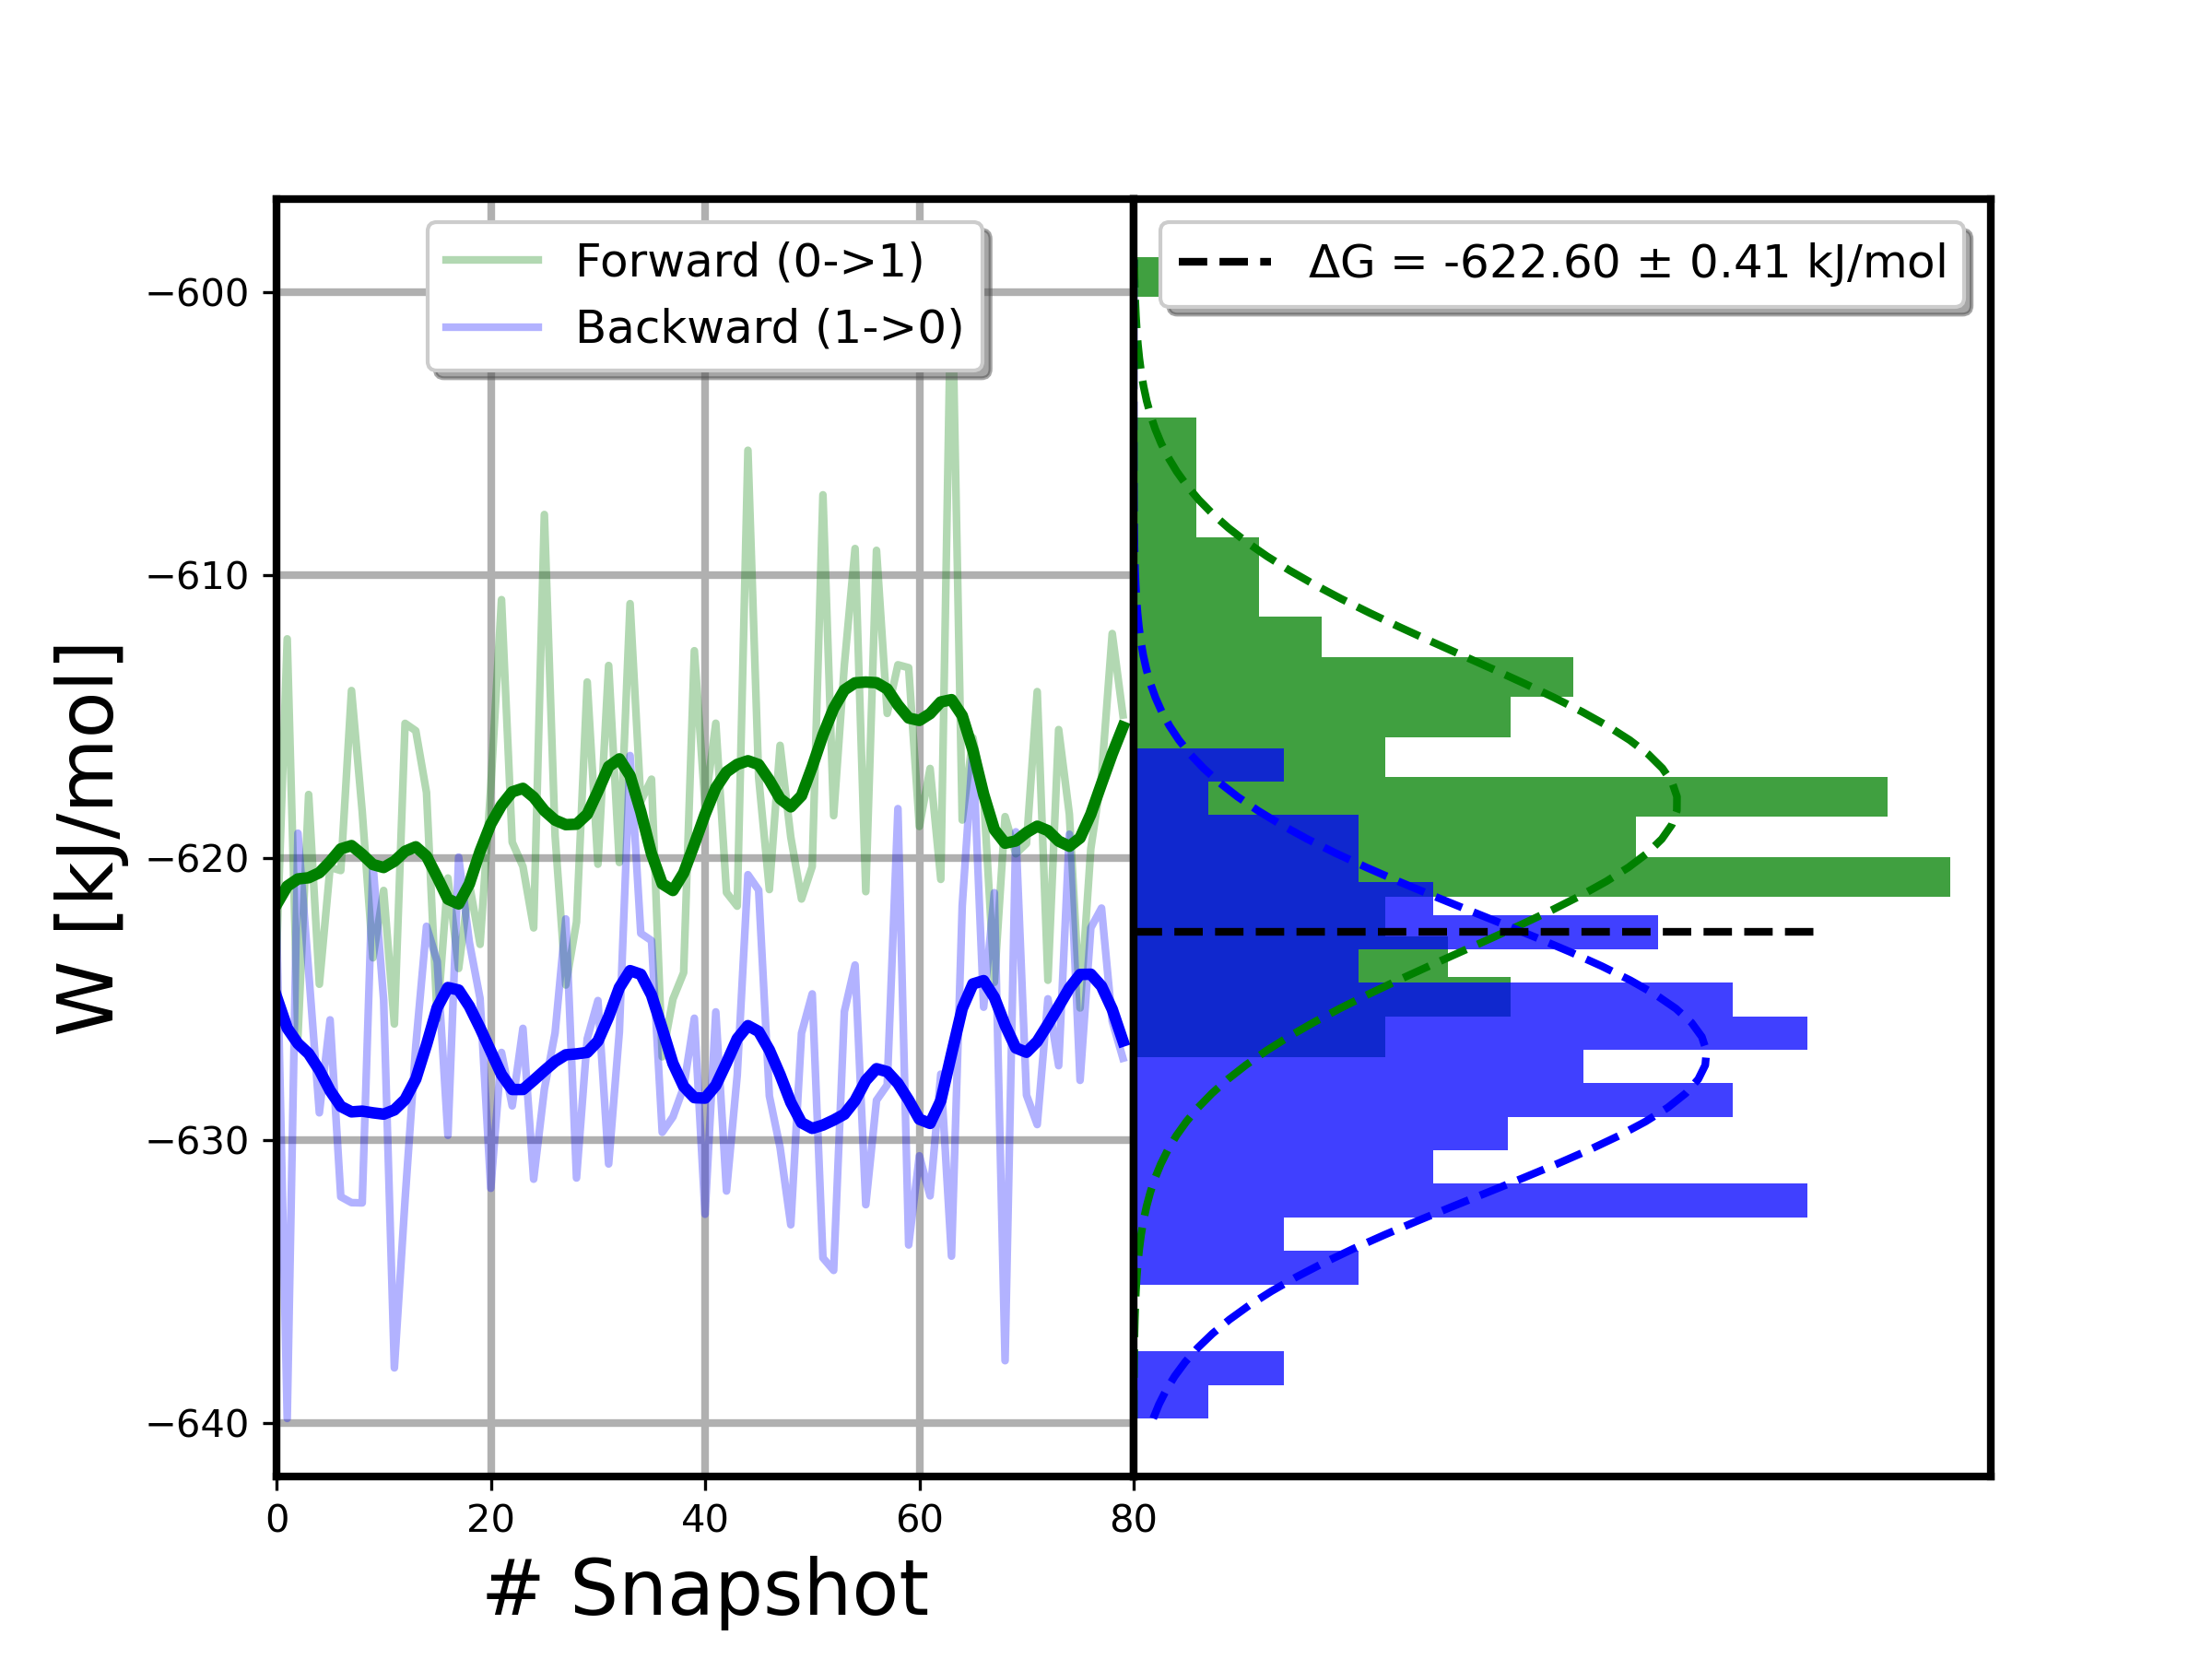 Forward (0->1)
Backward (1->0)
ΔG = -622.60 ± 0.41 kJ/mol
W [kJ/mol]
−600
−610
−620
−630
−640
0 20 40 60 80
# Snapshot